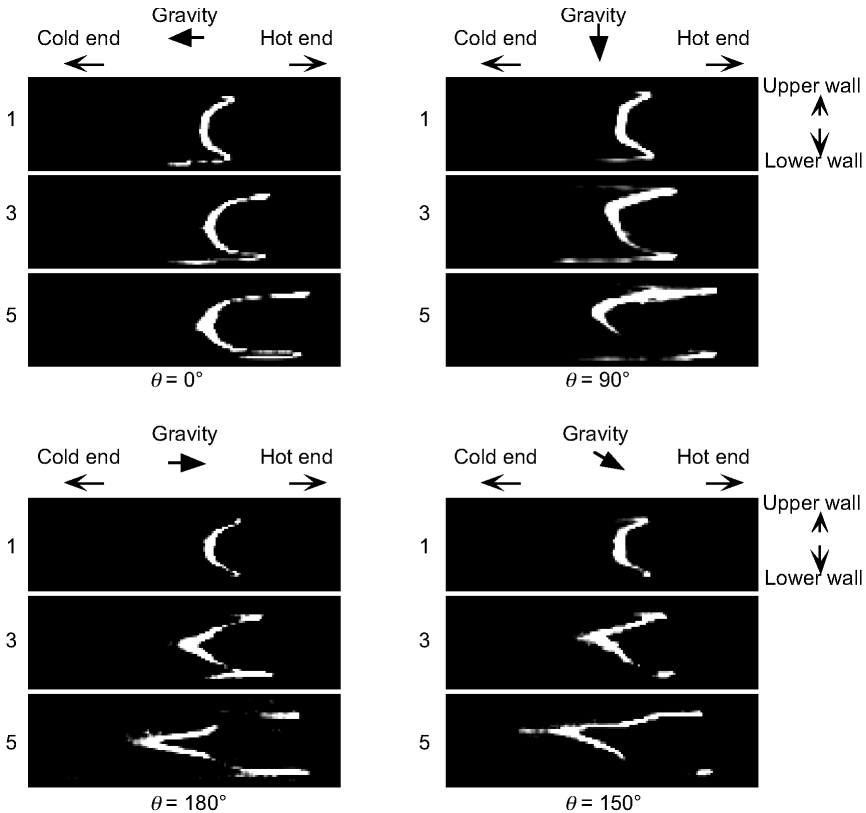 Gravity
Cold end Hot end
1
3
5
θ = 0°
Gravity
Cold end Hot end
Upper wall
1
Lower wall
3
5
θ = 90°
Gravity
Cold end Hot end
1
3
5
θ = 180°
Gravity
Cold end Hot end
Upper wall
1
Lower wall
3
5
θ = 150°